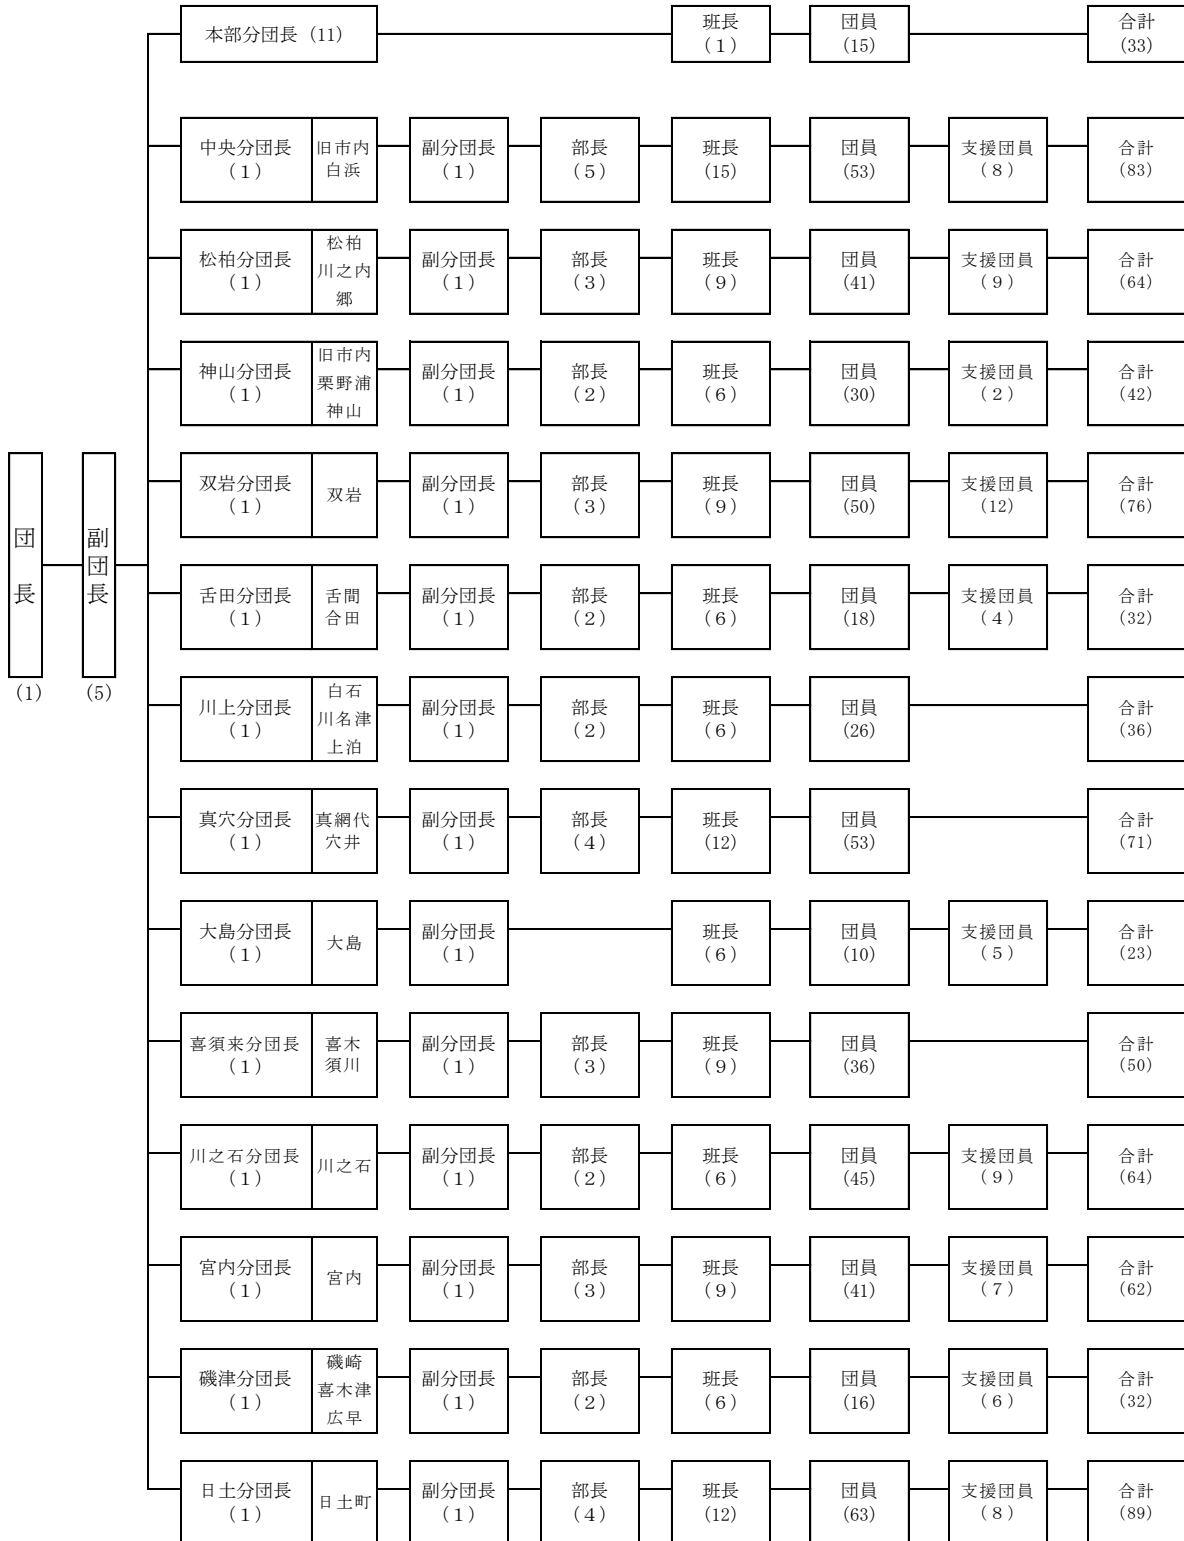 本部分団長（11）
班長
（１）
団員
（15）
合計
（33）
中央分団長
（１）
旧市内
白浜
副分団長
（１）
部長
（５）
班長
（15）
団員
（53）
支援団員
（８）
合計
（83）
松柏分団長
（１）
松柏
川之内
郷
副分団長
（１）
部長
（３）
班長
（９）
団員
（41）
支援団員
（９）
合計
（64）
神山分団長
（１）
旧市内
栗野浦
神山
副分団長
（１）
部長
（２）
班長
（６）
団員
（30）
支援団員
（２）
合計
（42）
団長
（1）
副団長
（5）
双岩分団長
（１）
双岩
副分団長
（１）
部長
（３）
班長
（９）
団員
（50）
支援団員
（12）
合計
（76）
舌田分団長
（１）
舌間
合田
副分団長
（１）
部長
（２）
班長
（６）
団員
（18）
支援団員
（４）
合計
（32）
川上分団長
（１）
白石
川名津
上泊
副分団長
（１）
部長
（２）
班長
（６）
団員
（26）
合計
（36）
真穴分団長
（１）
真網代
穴井
副分団長
（１）
部長
（４）
班長
（12）
団員
（53）
合計
（71）
大島分団長
（１）
大島
副分団長
（１）
班長
（６）
団員
（10）
支援団員
（５）
合計
（23）
喜須来分団長
（１）
喜木
須川
副分団長
（１）
部長
（３）
班長
（９）
団員
（36）
合計
（50）
川之石分団長
（１）
川之石
副分団長
（１）
部長
（２）
班長
（６）
団員
（45）
支援団員
（９）
合計
（64）
宮内分団長
（１）
宮内
副分団長
（１）
部長
（３）
班長
（９）
団員
（41）
支援団員
（７）
合計
（62）
磯津分団長
（１）
磯崎
喜木津
広早
副分団長
（１）
部長
（２）
班長
（６）
団員
（16）
支援団員
（６）
合計
（32）
日土分団長
（１）
日土町
副分団長
（１）
部長
（４）
班長
（12）
団員
（63）
支援団員
（８）
合計
（89）